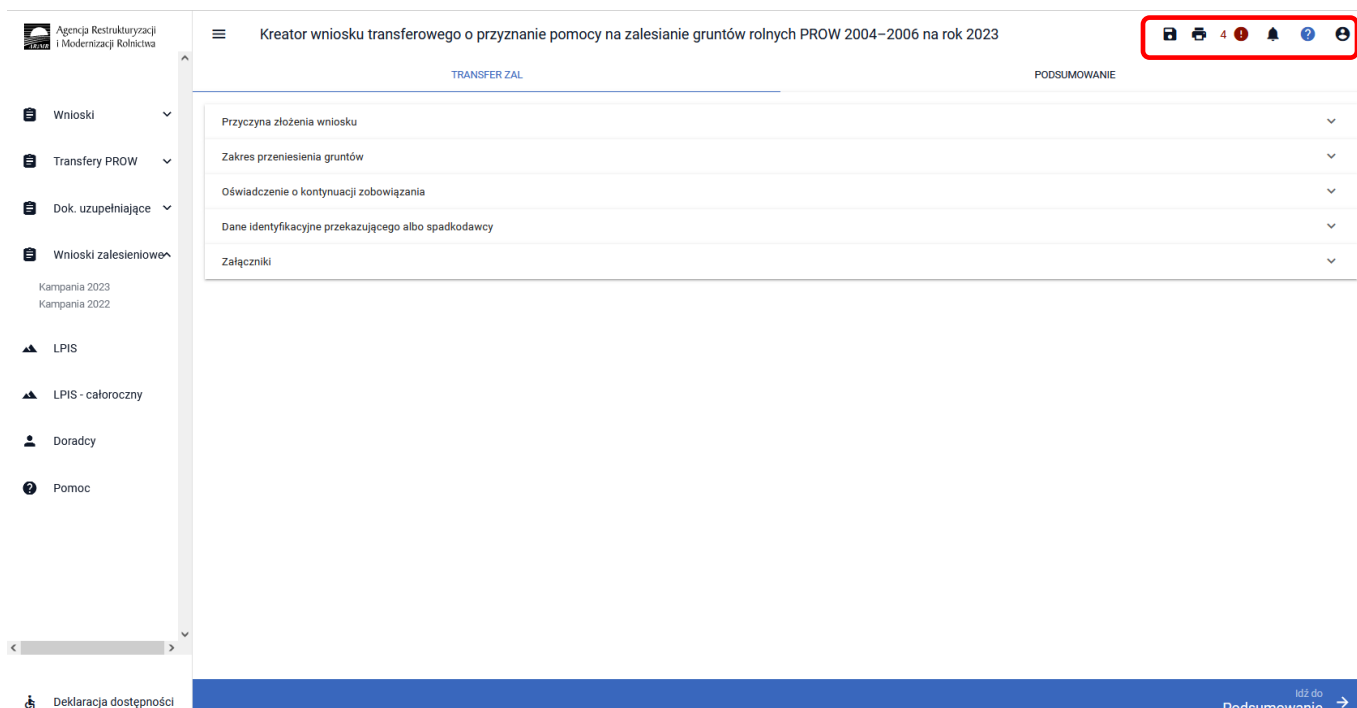 Agencja Restrukturyzacji
i Modernizacji Rolnictwa
ARiMR
Kreator wniosku transferowego o przyznanie pomocy na zalesianie gruntów rolnych PROW 2004–2006 na rok 2023
4
TRANSFER ZAL
PODSUMOWANIE
Wnioski
Transfery PROW
Dok. uzupełniające
Wnioski zalesieniowe
Kampania 2023
Kampania 2022
LPIS
LPIS - całoroczny
Doradcy
Pomoc
Deklaracja dostępności
Przyczyna złożenia wniosku
Zakres przeniesienia gruntów
Oświadczenie o kontynuacji zobowiązania
Dane identyfikacyjne przekazującego albo spadkodawcy
Załączniki
Idź do
Podsumowanie